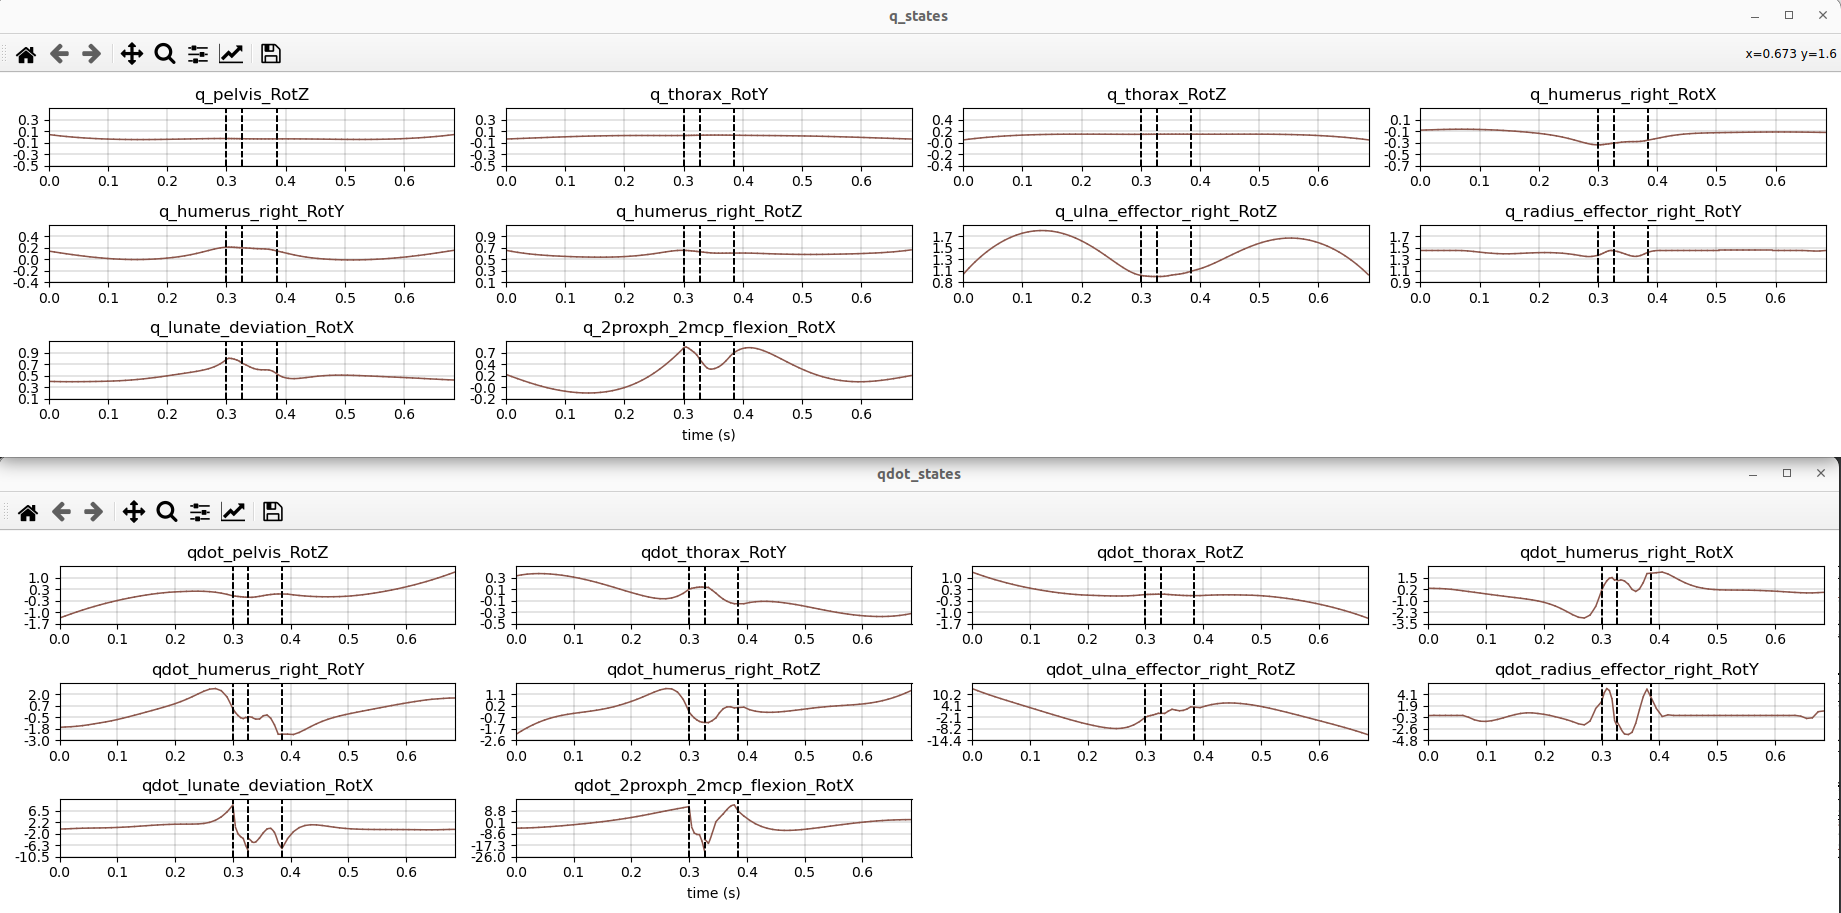 q_states
x=0.673 y=1.6
q_pelvis_RotZ q_thorax_RotY q_thorax_RotZ q_humerus_right_RotX
0.3 0.3 0.4 0.1
0.1 0.1 0.2 -0.1
-0.1 -0.1 -0.0 -0.3
-0.3 -0.3 -0.2 -0.5
-0.5 -0.5 -0.4 -0.7
0.0 0.1 0.2 0.3 0.4 0.5 0.6 0.0 0.1 0.2 0.3 0.4 0.5 0.6 0.0 0.1 0.2 0.3 0.4 0.5 0.6 0.0 0.1 0.2 0.3 0.4 0.5 0.6
q_humerus_right_RotY q_humerus_right_RotZ q_ulna_effector_right_RotZ q_radius_effector_right_RotY
0.4 0.9 1.7 1.7
0.2 0.7 1.5 1.5
0.0 0.5 1.3 1.3
-0.2 0.3 1.1 1.1
-0.4 0.1 0.8 0.9
0.0 0.1 0.2 0.3 0.4 0.5 0.6 0.0 0.1 0.2 0.3 0.4 0.5 0.6 0.0 0.1 0.2 0.3 0.4 0.5 0.6 0.0 0.1 0.2 0.3 0.4 0.5 0.6
q_lunate_deviation_RotX q_2proxph_2mcp_flexion_RotX
0.9 0.7
0.7 0.4
0.5 0.2
0.3 -0.0
0.1 -0.2
0.0 0.1 0.2 0.3 0.4 0.5 0.6 0.0 0.1 0.2 0.3 0.4 0.5 0.6
time (s)
qdot_states
qdot_pelvis_RotZ qdot_thorax_RotY qdot_thorax_RotZ qdot_humerus_right_RotX
1.0 0.3 1.0 1.5
0.3 0.1 0.3 0.2
-0.3 -0.1 -0.3 -1.0
-1.0 -0.3 -1.0 -2.3
-1.7 -0.5 -1.7 -3.5
0.0 0.1 0.2 0.3 0.4 0.5 0.6 0.0 0.1 0.2 0.3 0.4 0.5 0.6 0.0 0.1 0.2 0.3 0.4 0.5 0.6 0.0 0.1 0.2 0.3 0.4 0.5 0.6
qdot_humerus_right_RotY qdot_humerus_right_RotZ qdot_ulna_effector_right_RotZ qdot_radius_effector_right_RotY
2.0 1.1 10.2 4.1
0.7 0.2 4.1 1.9
-0.5 -0.7 -2.1 -0.3
-1.8 -1.7 -8.2 -2.6
-3.0 -2.6 -14.4 -4.8
0.0 0.1 0.2 0.3 0.4 0.5 0.6 0.0 0.1 0.2 0.3 0.4 0.5 0.6 0.0 0.1 0.2 0.3 0.4 0.5 0.6 0.0 0.1 0.2 0.3 0.4 0.5 0.6
qdot_lunate_deviation_RotX qdot_2proxph_2mcp_flexion_RotX
6.5 8.8
2.2 0.1
-2.0 -8.6
-6.3 -17.3
-10.5 -26.0
0.0 0.1 0.2 0.3 0.4 0.5 0.6 0.0 0.1 0.2 0.3 0.4 0.5 0.6
time (s)